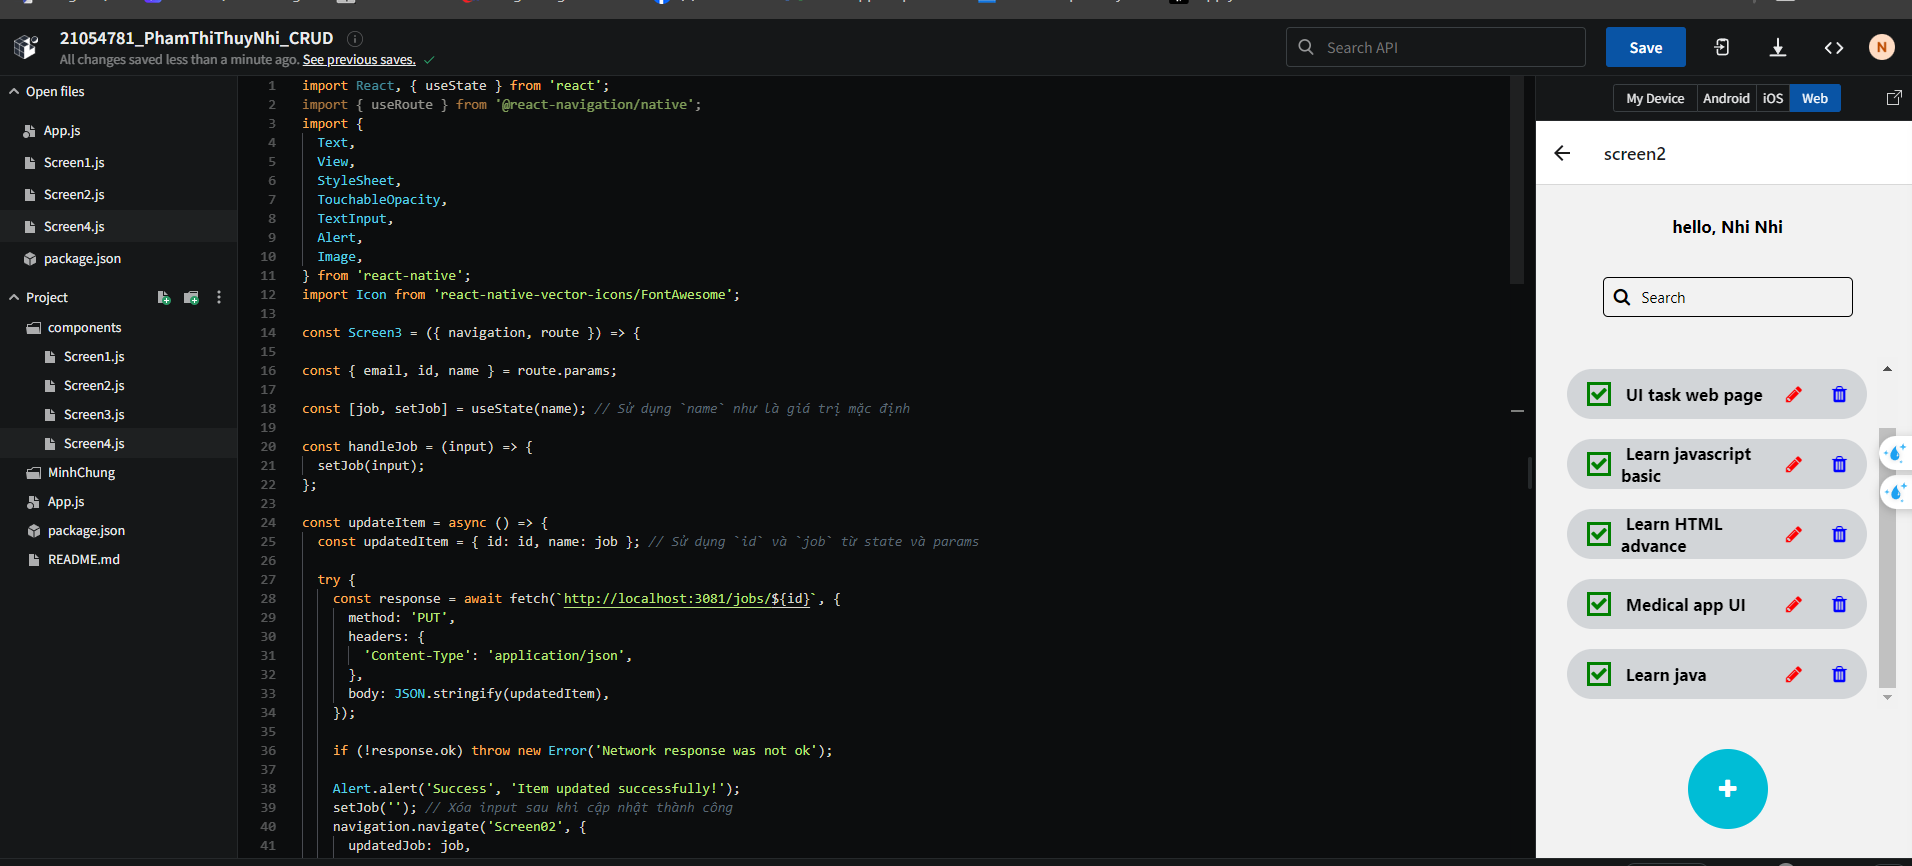 21054781_PhamThiThuyNhi_CRUD
All changes saved less than a minute ago. See previous saves.
Search API
Save
N
Open files
App.js
Screen1.js
Screen2.js
Screen4.js
package.json
Project
components
Screen1.js
Screen2.js
Screen3.js
Screen4.js
MinhChung
App.js
package.json
README.md
1 import React, { useState } from 'react';
2 import { useRoute } from '@react-navigation/native';
3 import {
4 Text,
5 View,
6 StyleSheet,
7 TouchableOpacity,
8 TextInput,
9 Alert,
10 Image,
11 } from 'react-native';
12 import Icon from 'react-native-vector-icons/FontAwesome';
13
14 const Screen3 = ({ navigation, route }) => {
15
16 const { email, id, name } = route.params;
17
18 const [job, setJob] = useState(name); // Sử dụng `name` như là giá trị mặc định
19
20 const handleJob = (input) => {
21 setJob(input);
22 };
23
24 const updateItem = async () => {
25 const updatedItem = { id: id, name: job }; // Sử dụng `id` và `job` từ state và params
26
27 try {
28 const response = await fetch(`http://localhost:3081/jobs/${id}`, {
29 method: 'PUT',
30 headers: {
31 'Content-Type': 'application/json',
32 },
33 body: JSON.stringify(updatedItem),
34 });
35
36 if (!response.ok) throw new Error('Network response was not ok');
37
38 Alert.alert('Success', 'Item updated successfully!');
39 setJob(''); // Xóa input sau khi cập nhật thành công
40 navigation.navigate('Screen02', {
41 updatedJob: job,
My Device Android iOS Web
screen2
hello, Nhi Nhi
Search
UI task web page
Learn javascript
basic
Learn HTML
advance
Medical app UI
Learn java